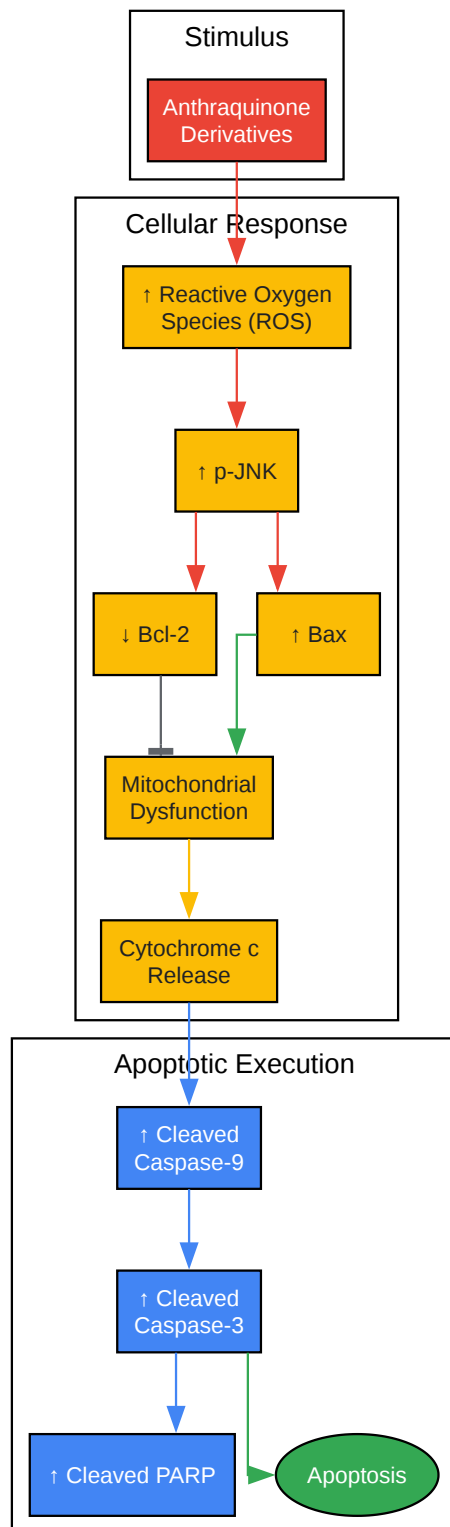 Stimulus
Anthraquinone
Derivatives
Cellular Response
↑ Reactive Oxygen
Species (ROS)
↑ p-JNK
↓ Bcl-2
↑ Bax
Mitochondrial
Dysfunction
Cytochrome c
Release
Apoptotic Execution
↑ Cleaved
Caspase-9
↑ Cleaved
Caspase-3
↑ Cleaved PARP
Apoptosis